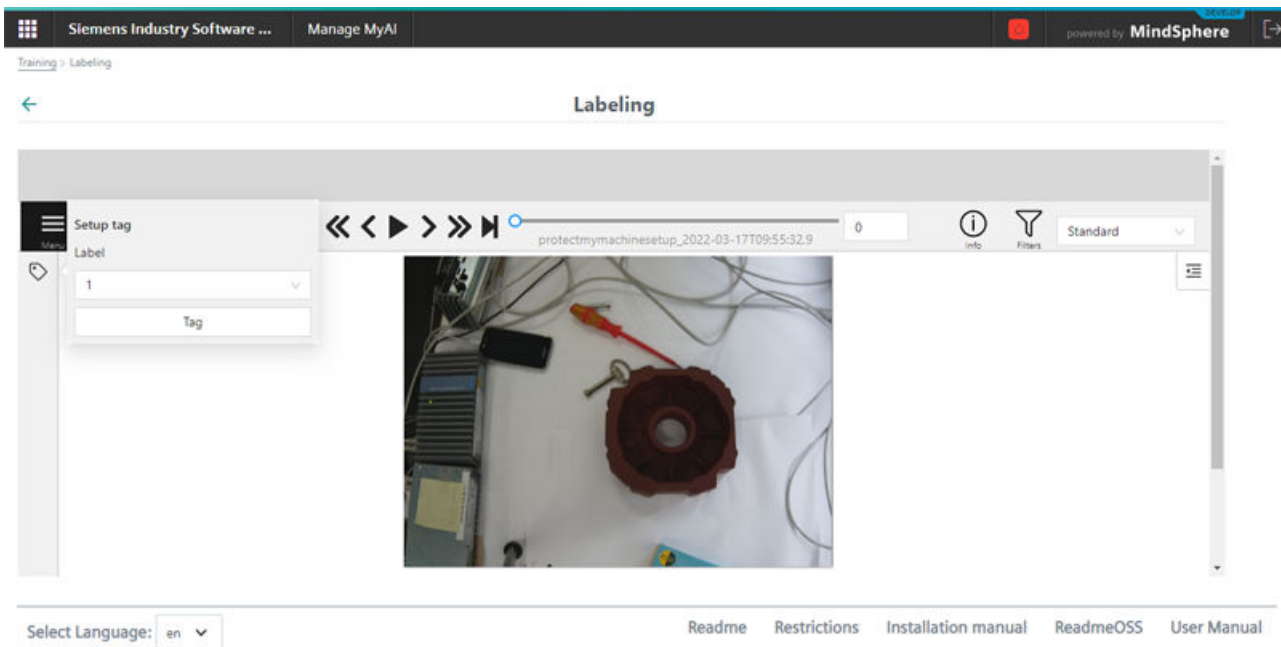 DEVELOP
Siemens Industry Software ... Manage MyAI powered by MindSphere
Training > Labeling
Labeling
Menu
Setup tag
Label
1
Tag
protectmymachinesetup_2022-03-17T09:55:32.9
0
Info
Filters
Standard
Select Language: en
Readme Restrictions Installation manual ReadmeOSS User Manual